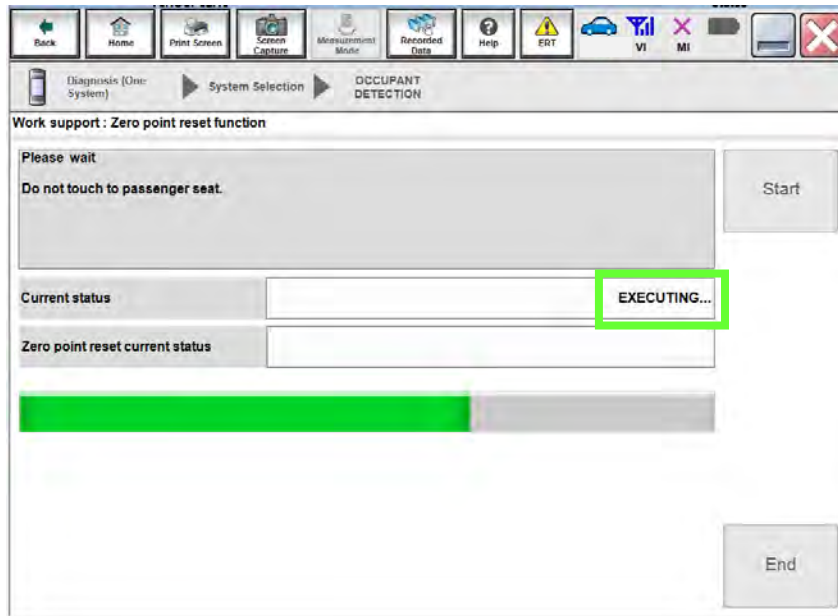 Back
Home
Print Screen
Screen
Capture
Measurement
Mode
Recorded
Data
Help
ERT
VI
MI
Diagnosis (One
System)
System Selection
OCCUPANT
DETECTION
Work support : Zero point reset function
Please wait
Do not touch to passenger seat.
Start
Current status
EXECUTING...
Zero point reset current status
End